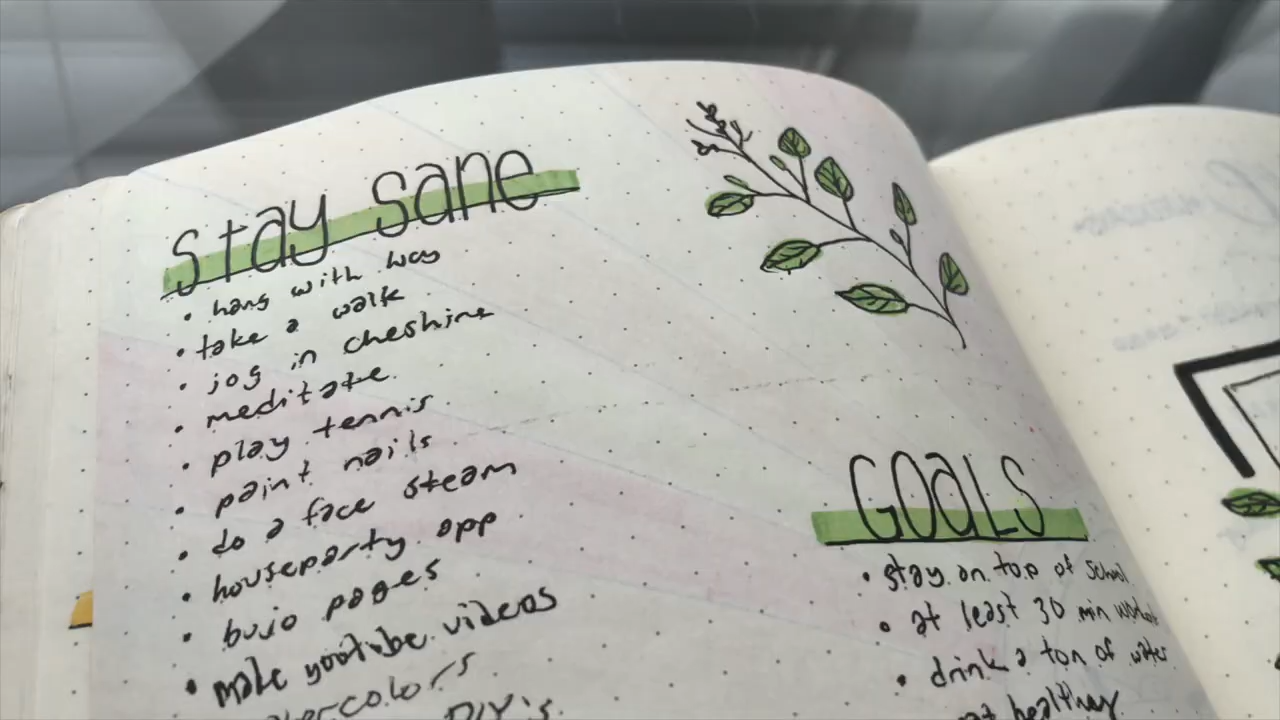 stay sane
• hang with
• take a walk
• jog in cheshire
• meditate
• play tennis
• paint nails
• do a face steam
• houseparty app
• bujo pages
• make youtube videos
DIY's
GOALS
• stay on top of school
• at least 30 min
• drink a ton of water
healthy